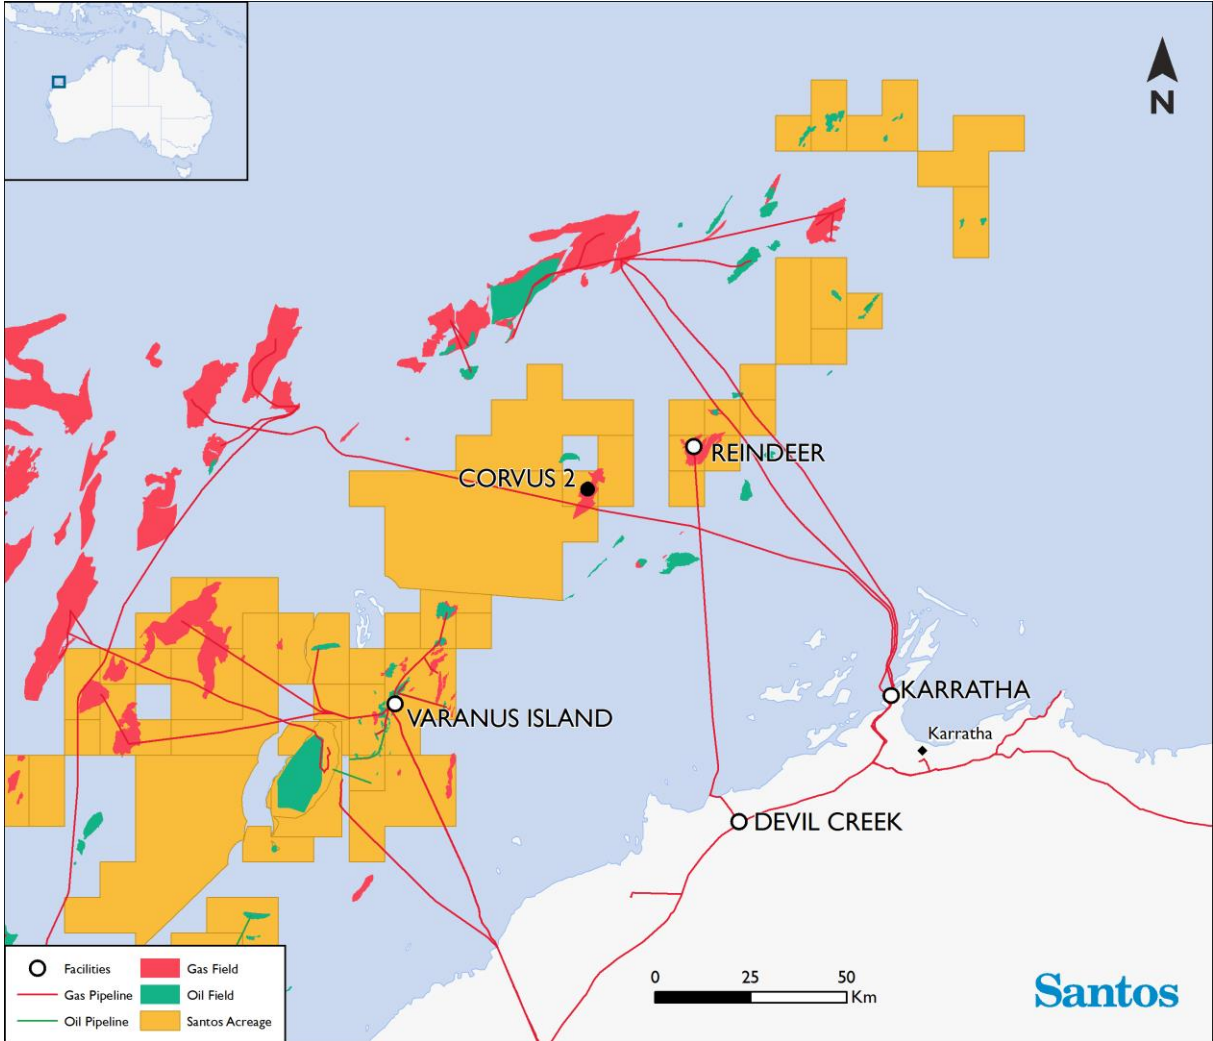 N
REINDEER
CORVUS 2
KARRATHA
VARANUS ISLAND
Karratha
DEVIL CREEK
Facilities
Gas Field
Gas Pipeline
Oil Field
Oil Pipeline
Santos Acreage
0 25 50
Km
Santos